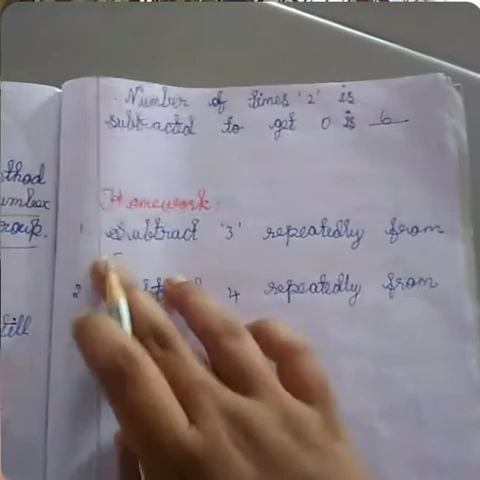 thod
umber
roup.
till
Number of times '2' is
subtracted to get 0 is 6
Homework
1 Subtract '3' repeatedly from
2 4 repeatedly from